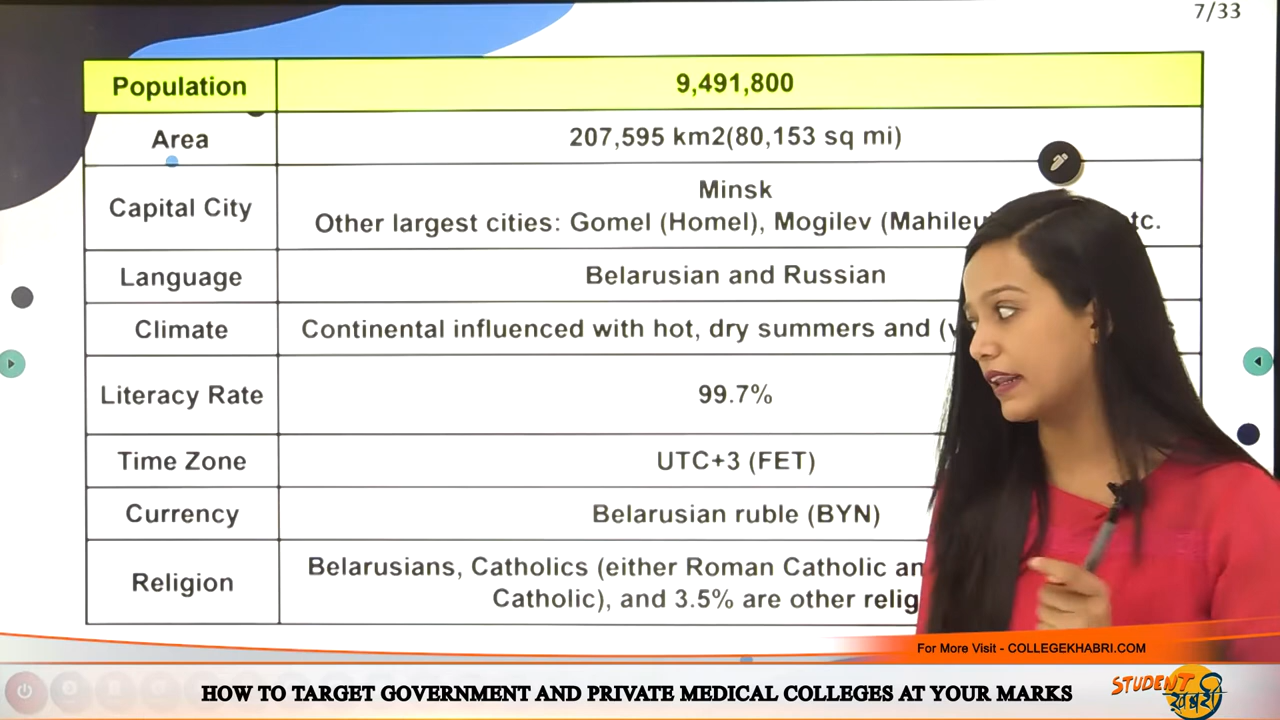 7/33
Population 9,491,800
Area 207,595 km2(80,153 sq mi)
Capital City
Minsk
Other largest cities: Gomel (Homel), Mogilev (Mahileu
Language Belarusian and Russian
Climate Continental influenced with hot, dry summers and
Literacy Rate 99.7%
Time Zone UTC+3 (FET)
Currency Belarusian ruble (BYN)
Religion
Belarusians, Catholics (either Roman Catholic
Catholic), and 3.5% are other
For More Visit - COLLEGEKHABRI.COM
HOW TO TARGET GOVERNMENT AND PRIVATE MEDICAL COLLEGES AT YOUR MARKS
STUDENT
खबरी